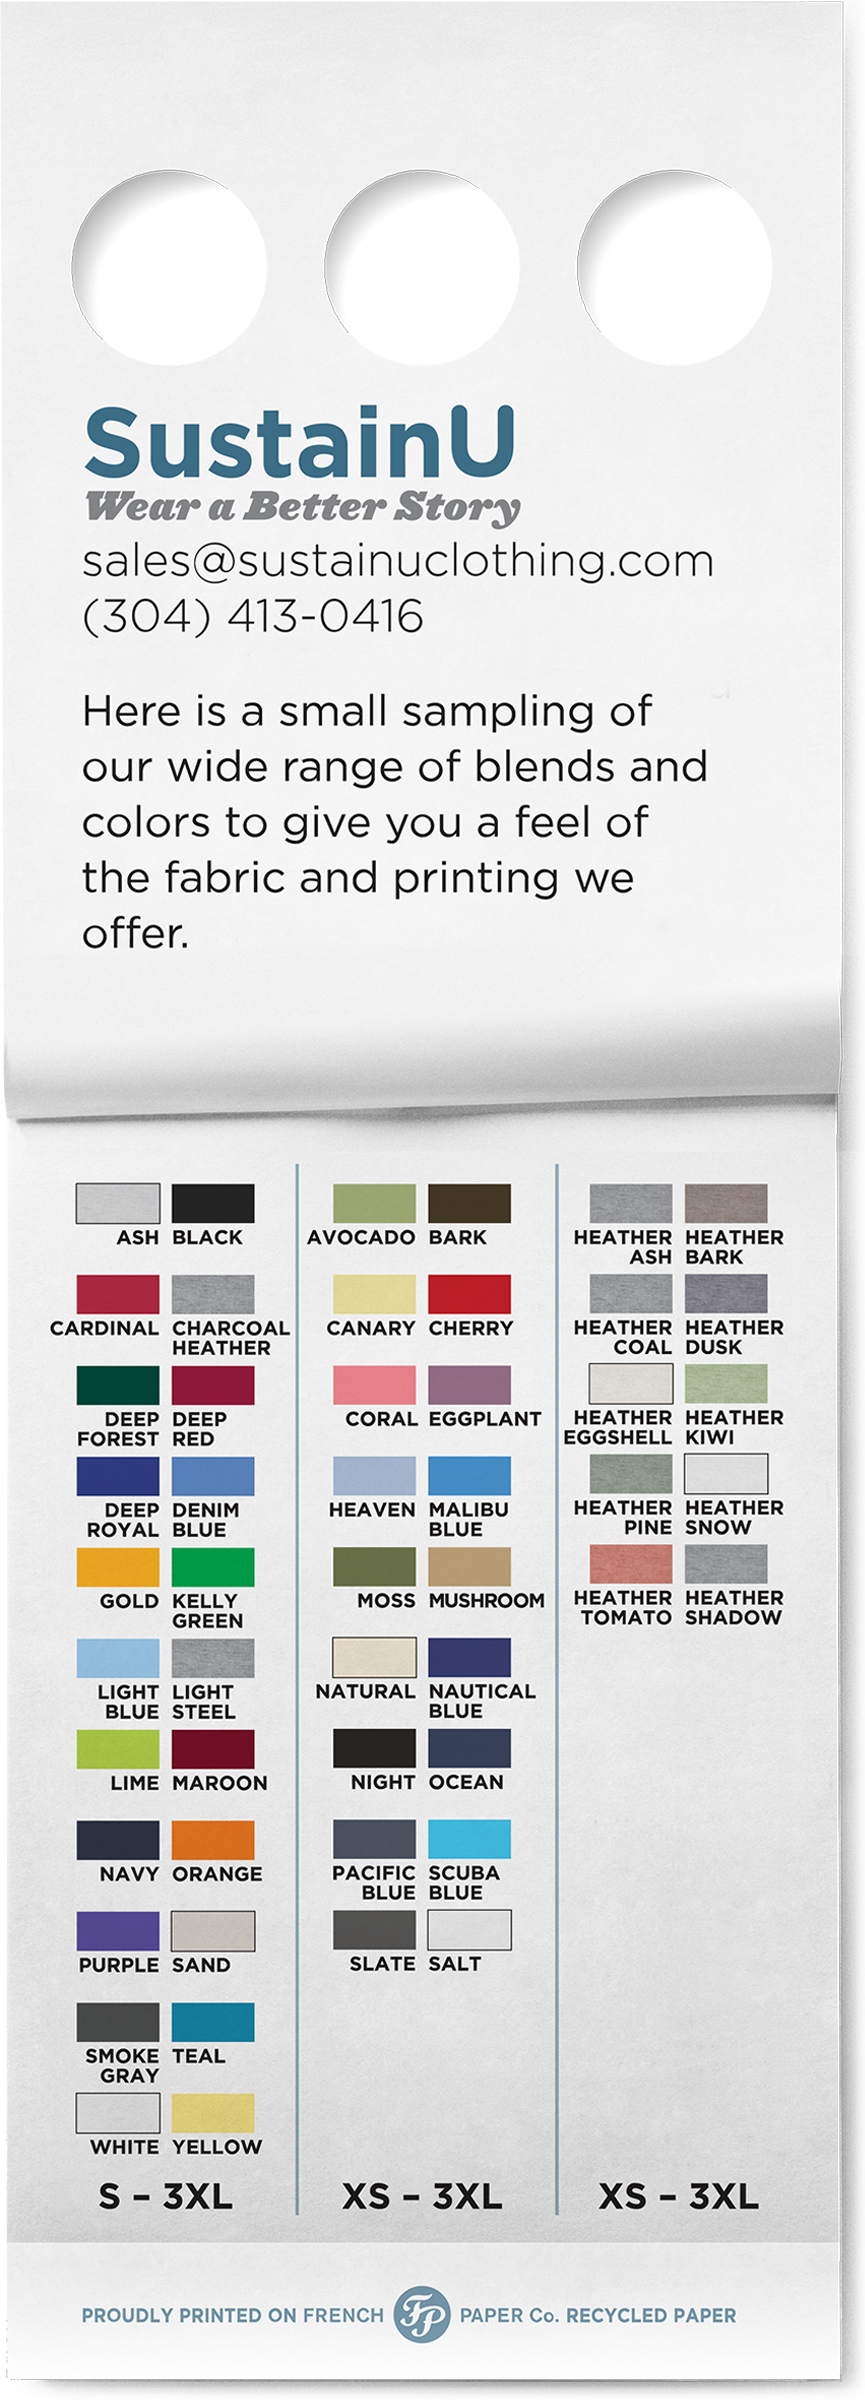 SustainU
Wear a Better Story
sales@sustainuclothing.com
(304) 413-0416
Here is a small sampling of
our wide range of blends and
colors to give you a feel of
the fabric and printing we
offer.
ASH BLACK
CARDINAL CHARCOAL
HEATHER
DEEP DEEP
FOREST RED
DEEP DENIM
ROYAL BLUE
GOLD KELLY
GREEN
LIGHT LIGHT
BLUE STEEL
LIME MAROON
NAVY ORANGE
PURPLE SAND
SMOKE TEAL
GRAY
WHITE YELLOW
S – 3XL
AVOCADO BARK
CANARY CHERRY
CORAL EGGPLANT
HEAVEN MALIBU
BLUE
MOSS MUSHROOM
NATURAL NAUTICAL
BLUE
NIGHT OCEAN
PACIFIC SCUBA
BLUE BLUE
SLATE SALT
XS – 3XL
HEATHER HEATHER
ASH BARK
HEATHER HEATHER
COAL DUSK
HEATHER HEATHER
EGGSHELL KIWI
HEATHER HEATHER
PINE SNOW
HEATHER HEATHER
TOMATO SHADOW
XS – 3XL
PROUDLY PRINTED ON FRENCH FP PAPER Co. RECYCLED PAPER